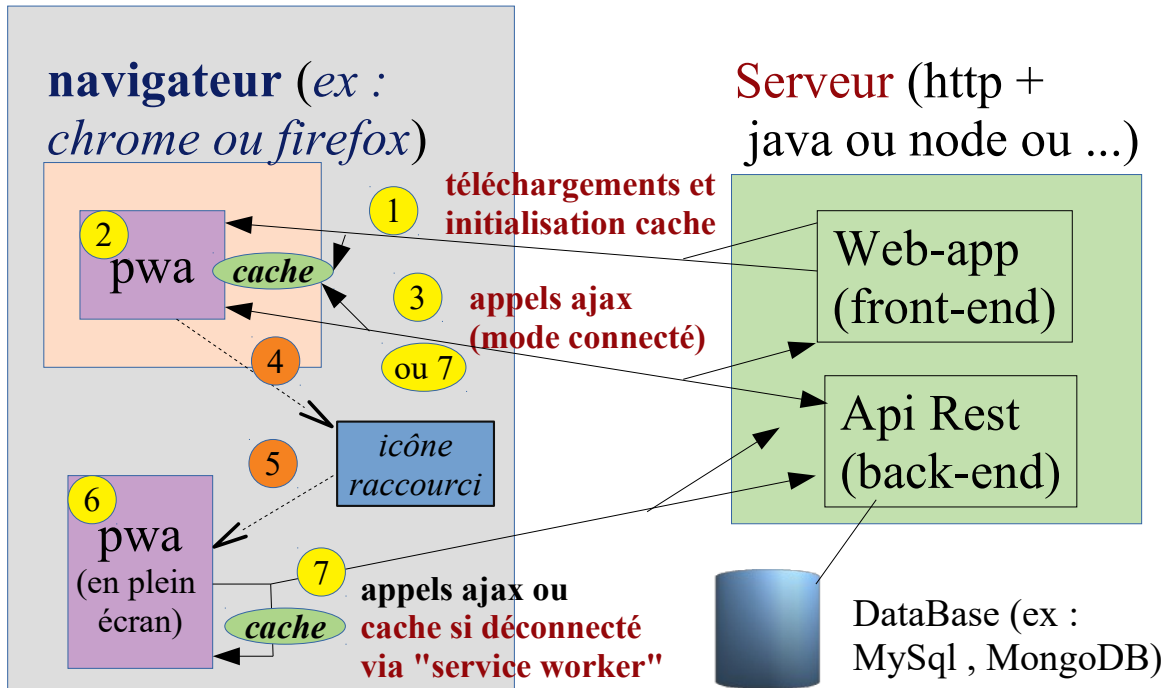 navigateur (ex :
chrome ou firefox)
Serveur (http +
java ou node ou ...)
téléchargements et
initialisation cache
1
2
pwa
cache
3
appels ajax
(mode connecté)
ou 7
Web-app
(front-end)
4
Api Rest
(back-end)
icône
raccourci
5
6
pwa
(en plein
écran)
7
cache
appels ajax ou
cache si déconnecté
via "service worker"
DataBase (ex :
MySql , MongoDB)